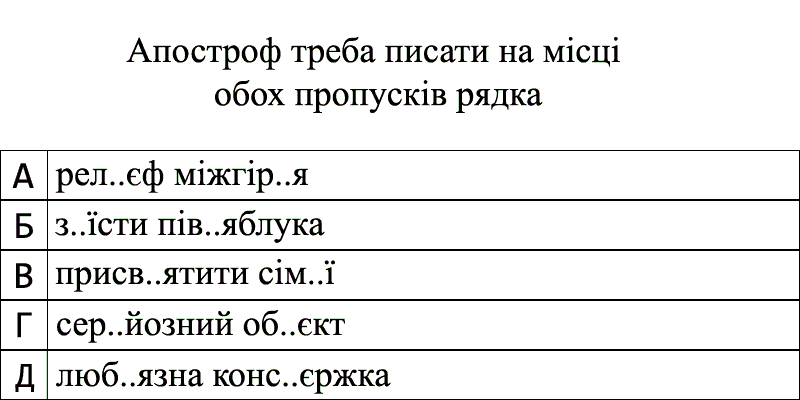 Апостроф треба писати на місці
обох пропусків рядка
А рел..єф міжгір..я
Б з..їсти пів..яблука
В присв..ятити сім..ї
Г сер..йозний об..єкт
Д люб..язна конс..єржка